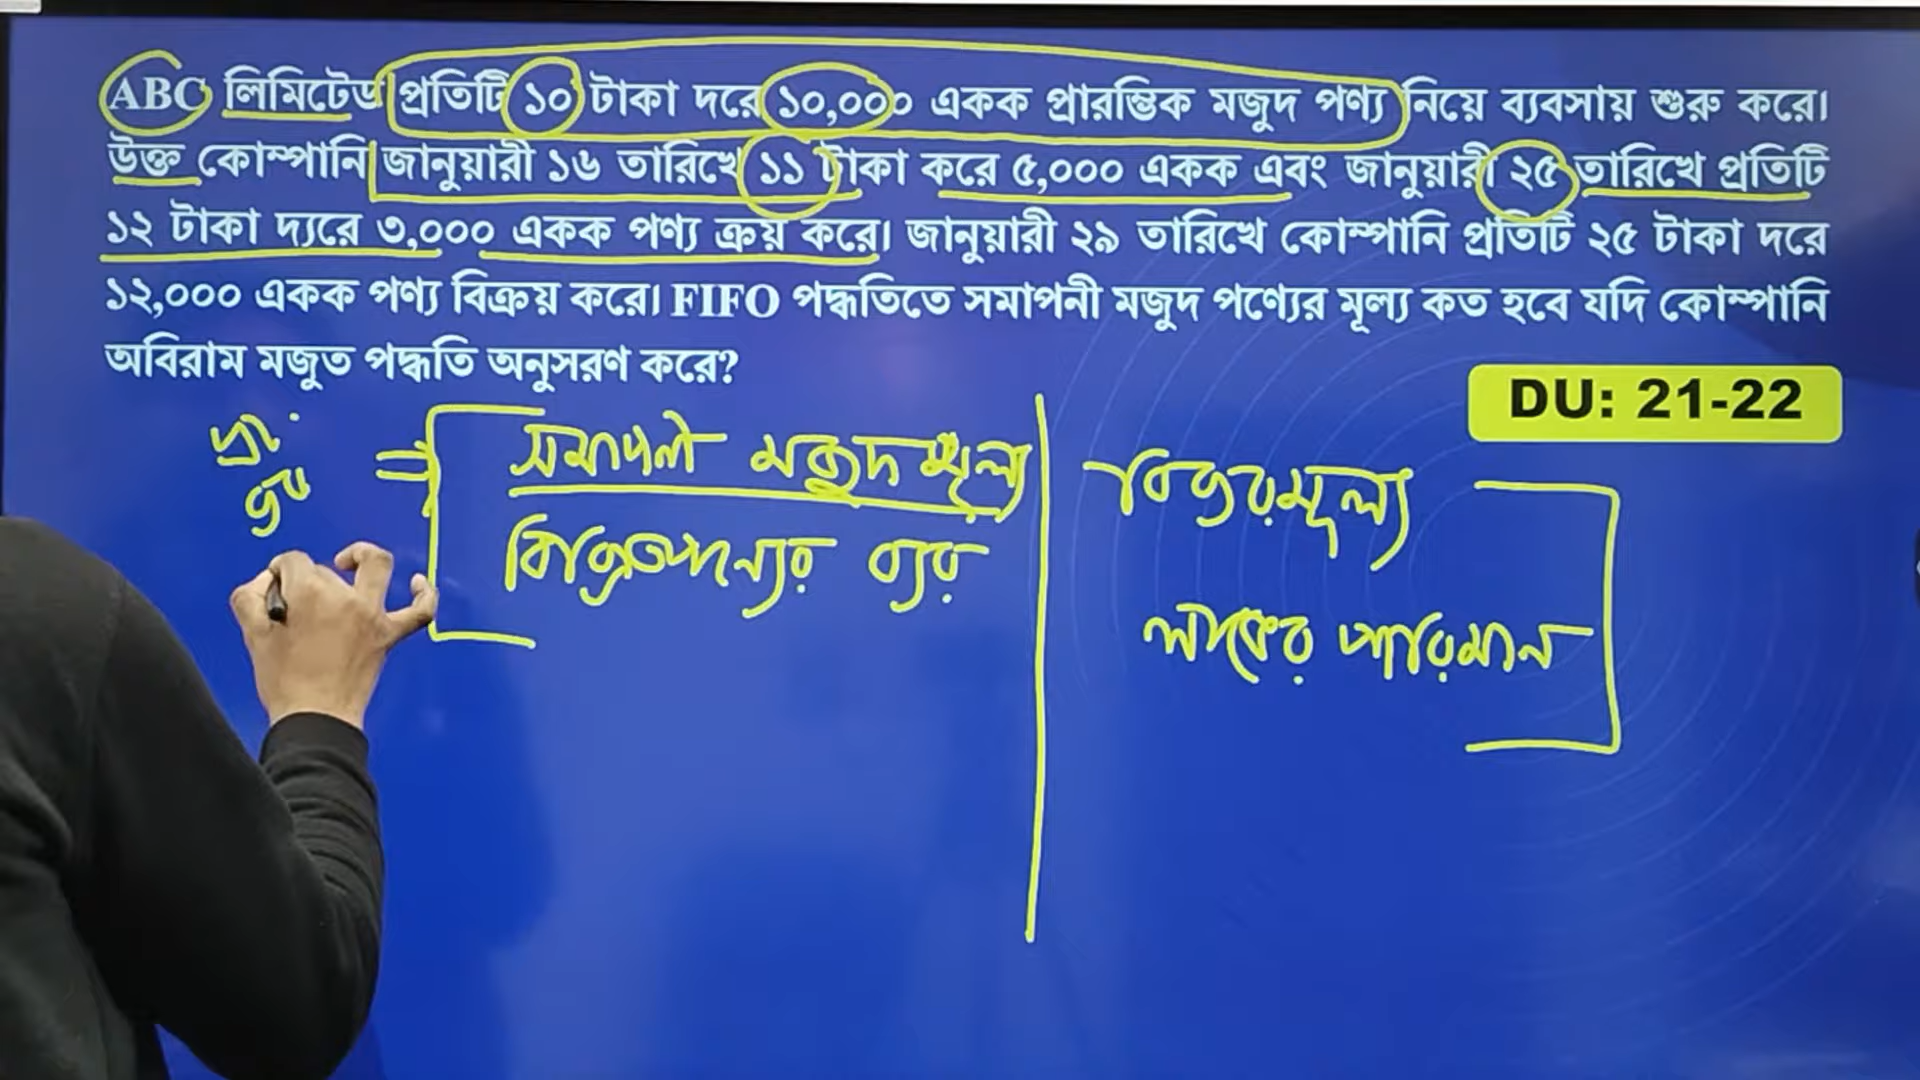 ABC লিমিটেড প্রতিটি ১০ টাকা দরে ১০,০০০ একক প্রারম্ভিক মজুদ পণ্য নিয়ে ব্যবসায় শুরু করে।
উক্ত কোম্পানি জানুয়ারী ১৬ তারিখে ১১ টাকা করে ৫,০০০ একক এবং জানুয়ারী ২৫ তারিখে প্রতিটি
১২ টাকা দ্যরে ৩,০০০ একক পণ্য ক্রয় করে। জানুয়ারী ২৯ তারিখে কোম্পানি প্রতিটি ২৫ টাকা দরে
১২,০০০ একক পণ্য বিক্রয় করে। FIFO পদ্ধতিতে সমাপনী মজুদ পণ্যের মূল্য কত হবে যদি কোম্পানি
অবিরাম মজুত পদ্ধতি অনুসরণ করে?
DU: 21-22
সমাপনী মজুদ মূল্য
বিক্রয়মূল্য
বিক্রিতপন্যের ব্যয়
লাভের পরিমান